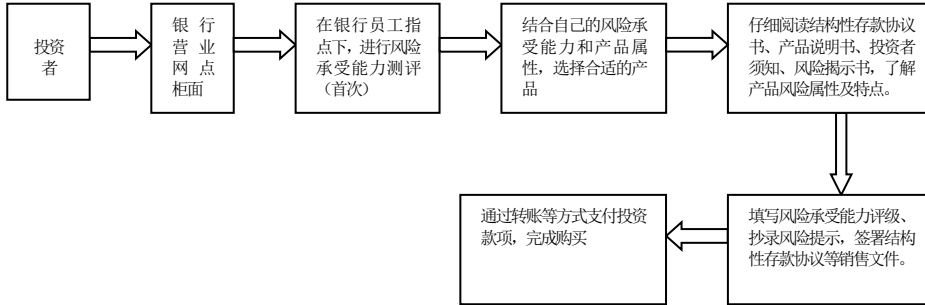 投资
者
银行
营业
网点
柜面
在银行员工指
点下，进行风险
承受能力测评
（首次）
结合自己的风险承
受能力和产品属
性，选择合适的产
品
仔细阅读结构性存款协议
书、产品说明书、投资者
须知、风险揭示书，了解
产品风险属性及特点。
填写风险承受能力评级、
抄录风险提示，签署结构
性存款协议等销售文件。
通过转账等方式支付投资
款项，完成购买